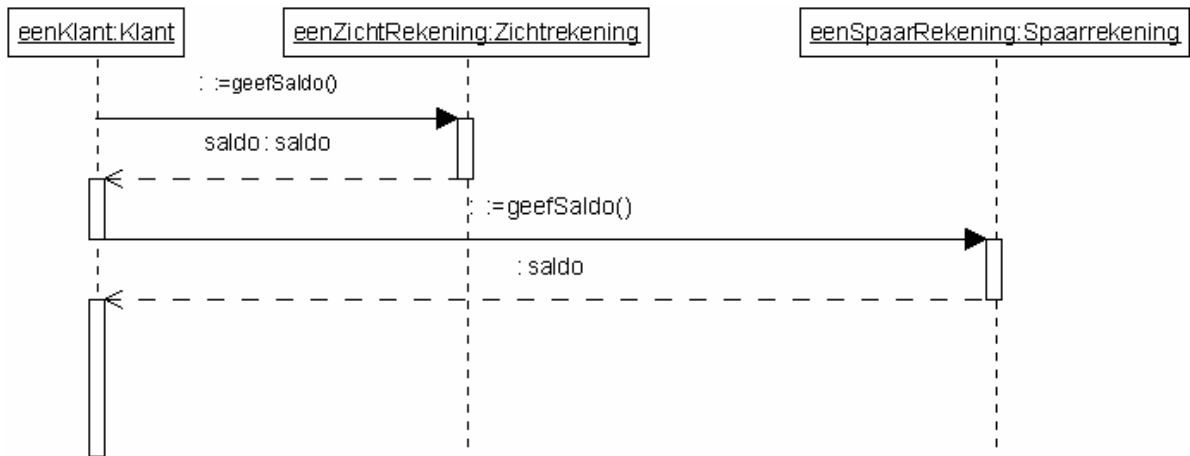 eenKlant:Klant
eenZichtRekening:Zichtrekening
eenSpaarRekening:Spaarrekening
: :=geefSaldo()
saldo : saldo
: :=geefSaldo()
: saldo